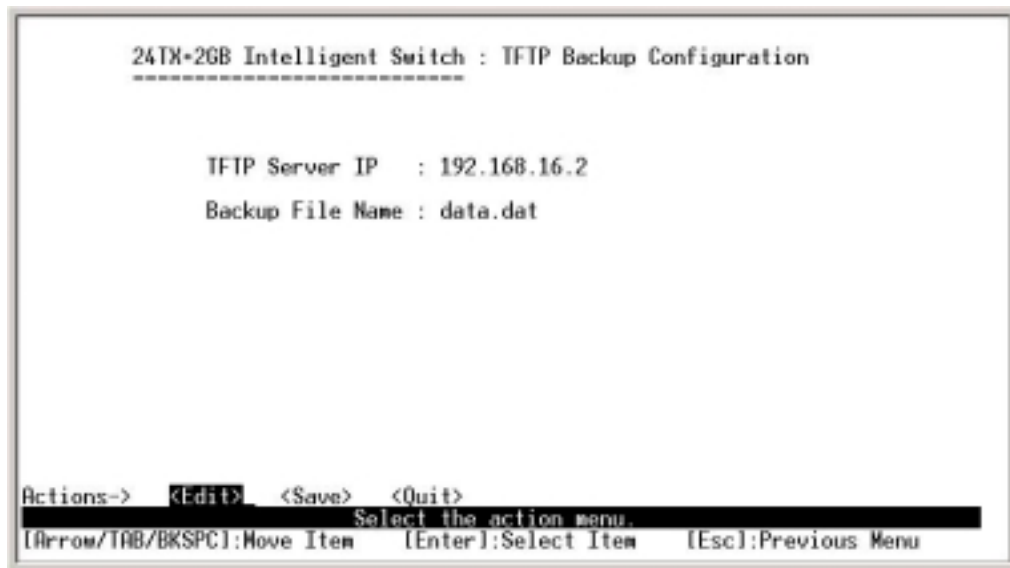 24TX+2GB Intelligent Switch : TFTP Backup Configuration
---------------------------
TFTP Server IP : 192.168.16.2
Backup File Name : data.dat
Actions-> <Edit> <Save> <Quit>
Select the action menu.
[Arrow/TAB/BKSPC]:Move Item [Enter]:Select Item [Esc]:Previous Menu